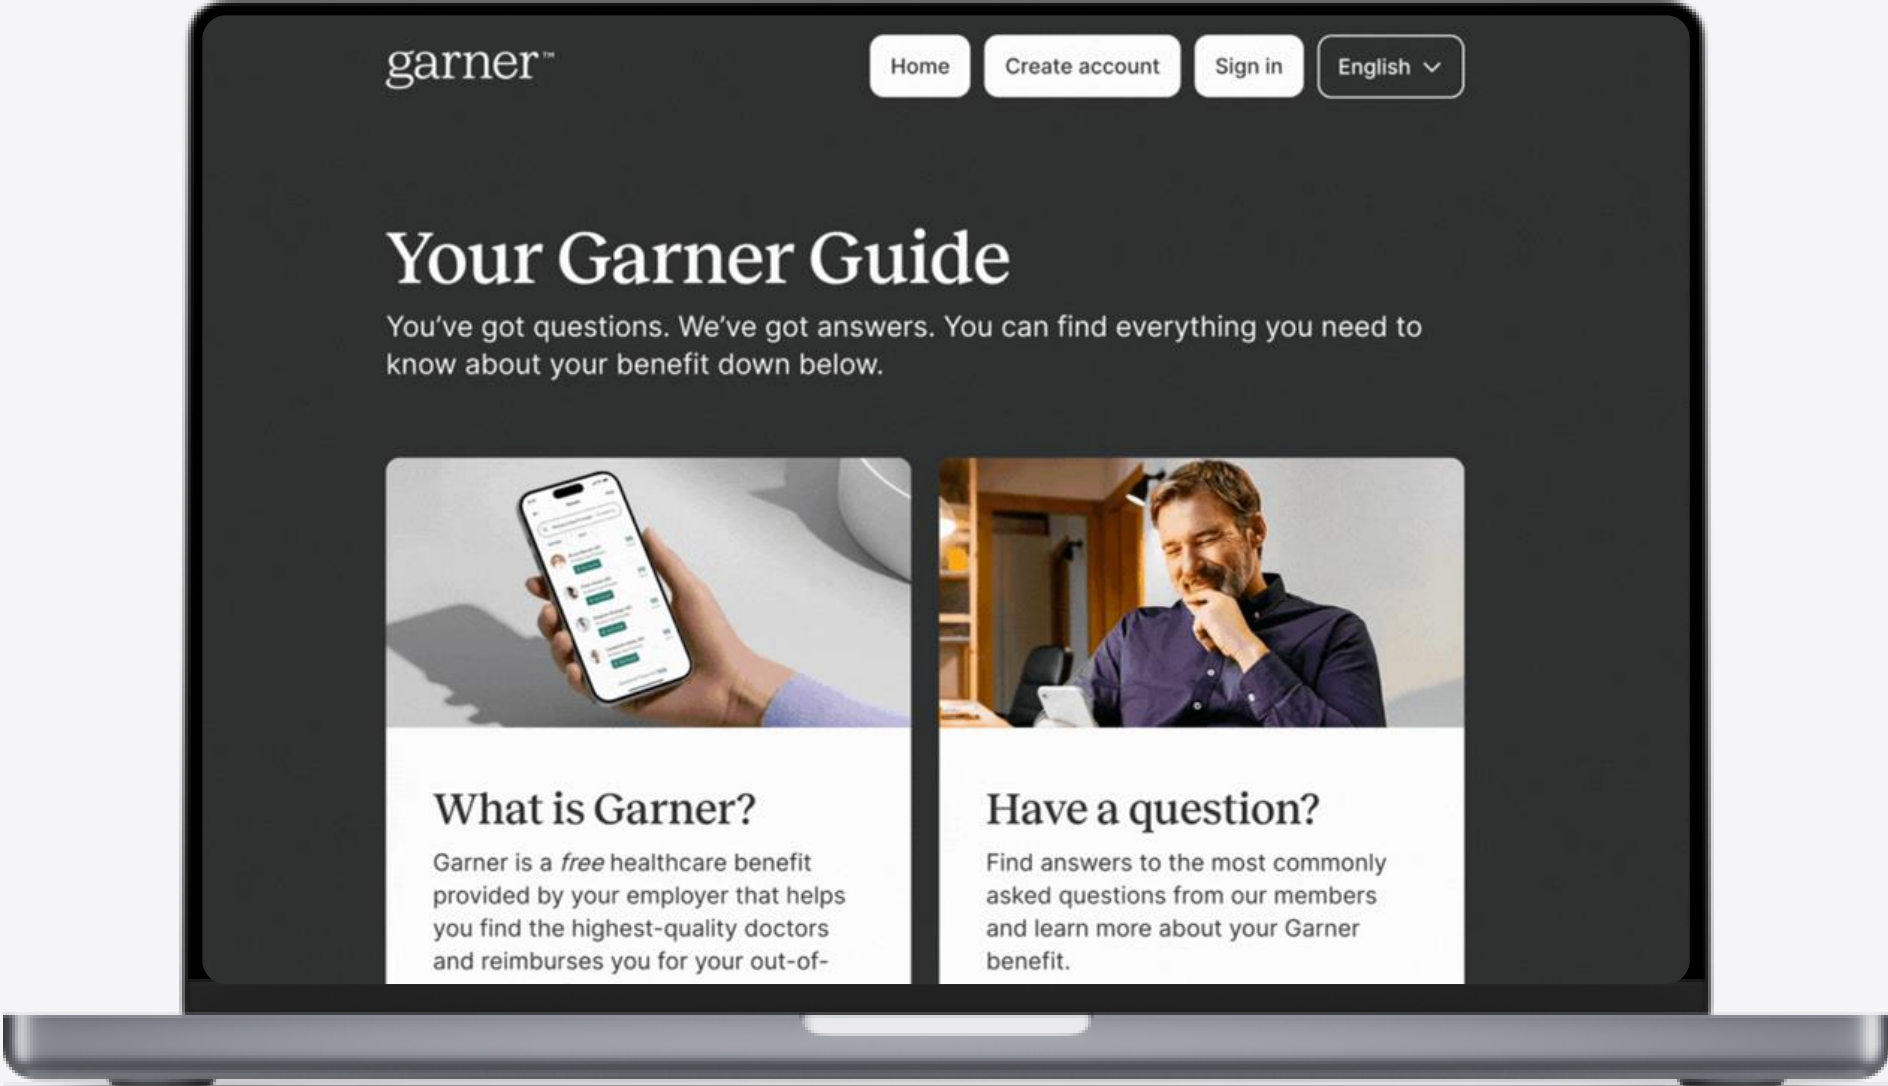 garner™
Home
Create account
Sign in
English
Your Garner Guide
You’ve got questions. We’ve got answers. You can find everything you need to
know about your benefit down below.
What is Garner?
Garner is a free healthcare benefit
provided by your employer that helps
you find the highest-quality doctors
and reimburses you for your out-of-
Have a question?
Find answers to the most commonly
asked questions from our members
and learn more about your Garner
benefit.